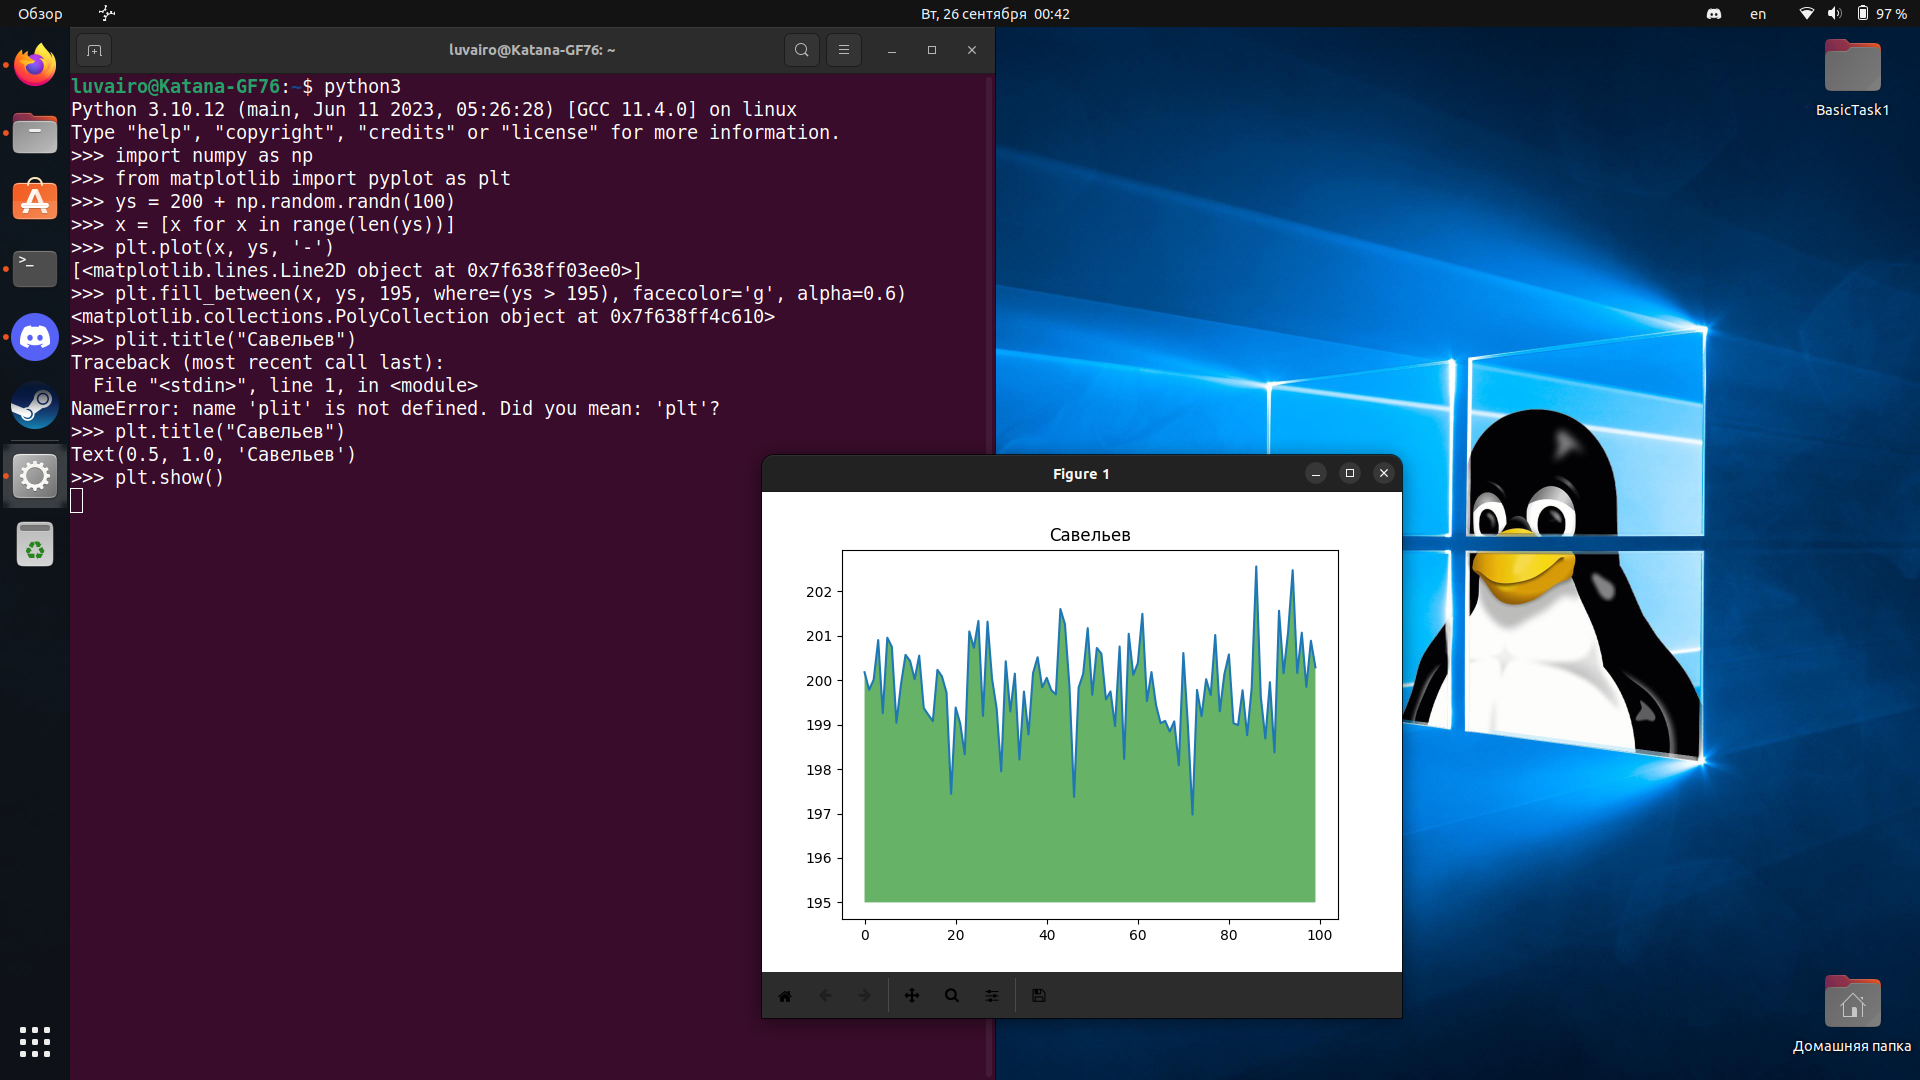 Обзор
Вт, 26 сентября 00:42
en
97 %
luvairo@Katana-GF76: ~
luvairo@Katana-GF76:~$ python3
Python 3.10.12 (main, Jun 11 2023, 05:26:28) [GCC 11.4.0] on linux
Type "help", "copyright", "credits" or "license" for more information.
>>> import numpy as np
>>> from matplotlib import pyplot as plt
>>> ys = 200 + np.random.randn(100)
>>> x = [x for x in range(len(ys))]
>>> plt.plot(x, ys, '-')
[<matplotlib.lines.Line2D object at 0x7f638ff03ee0>]
>>> plt.fill_between(x, ys, 195, where=(ys > 195), facecolor='g', alpha=0.6)
<matplotlib.collections.PolyCollection object at 0x7f638ff4c610>
>>> plit.title("Савельев")
Traceback (most recent call last):
  File "<stdin>", line 1, in <module>
NameError: name 'plit' is not defined. Did you mean: 'plt'?
>>> plt.title("Савельев")
Text(0.5, 1.0, 'Савельев')
>>> plt.show()
Figure 1
Савельев
202
201
200
199
198
197
196
195
0 20 40 60 80 100
BasicTask1
Домашняя папка